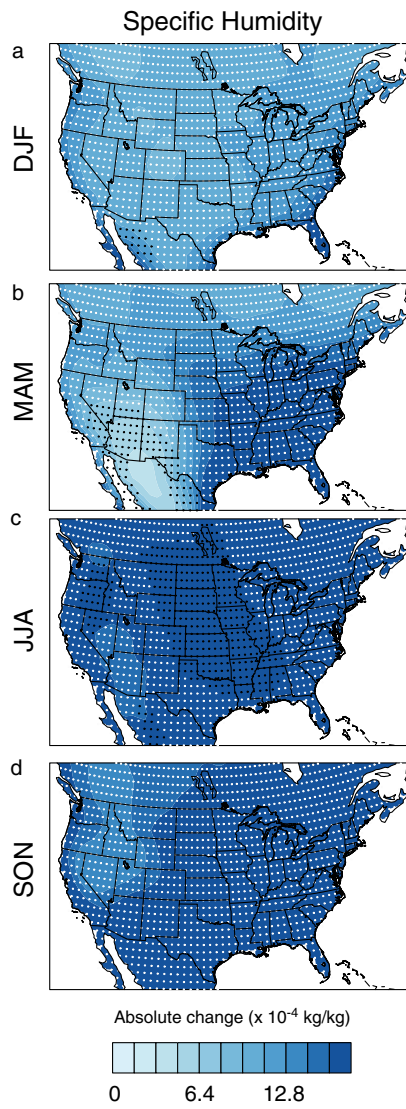 Specific Humidity
a
DJF
b
MAM
c
JJA
d
SON
Absolute change (x 10-4 kg/kg)
0 6.4 12.8